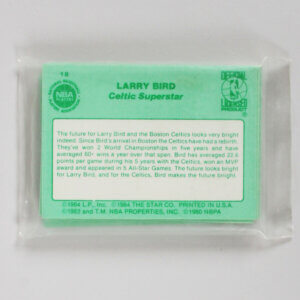 18
LARRY BIRD
Celtic Superstar
NBA
PLAYERS
OFFICIAL
LICENSED
PRODUCT
The future for Larry Bird and the Boston Celtics looks very bright
indeed. Since Bird's arrival in Boston the Celtics have had a rebirth.
They've won 2 World Championships in five years and have
averaged 60+ wins a year over that span. Bird has averaged 22.6
points per game during his 5 years with the Celtics, won an MVP
award and appeared in 5 All-Star Games. The future looks bright
for Larry Bird, and for the Celtics, Bird makes the future bright.
©1984 L.P., Inc. ©1984 THE STAR CO. PRINTED IN U.S.A.
©1983 and T.M. NBA PROPERTIES, INC. ©1980 NBPA